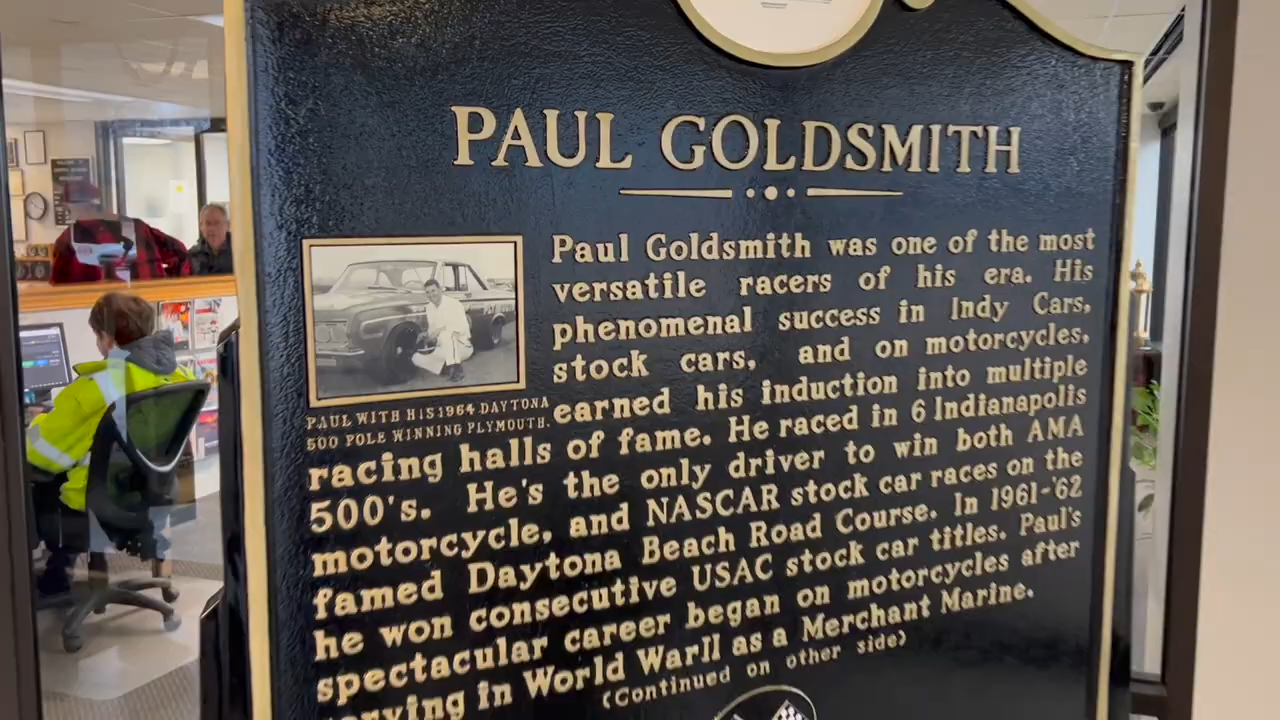 PAUL GOLDSMITH
Paul Goldsmith was one of the most
versatile racers of his era. His
phenomenal success in Indy Cars,
stock cars, and on motorcycles,
PAUL WITH HIS 1964 DAYTONA
500 POLE WINNING PLYMOUTH.
earned his induction into multiple
racing halls of fame. He raced in 6 Indianapolis
500's. He's the only driver to win both AMA
motorcycle, and NASCAR stock car races on the
famed Daytona Beach Road Course. In 1961-'62
he won consecutive USAC stock car titles. Paul's
spectacular career began on motorcycles after
serving in World War II as a Merchant Marine.
(Continued on other side)